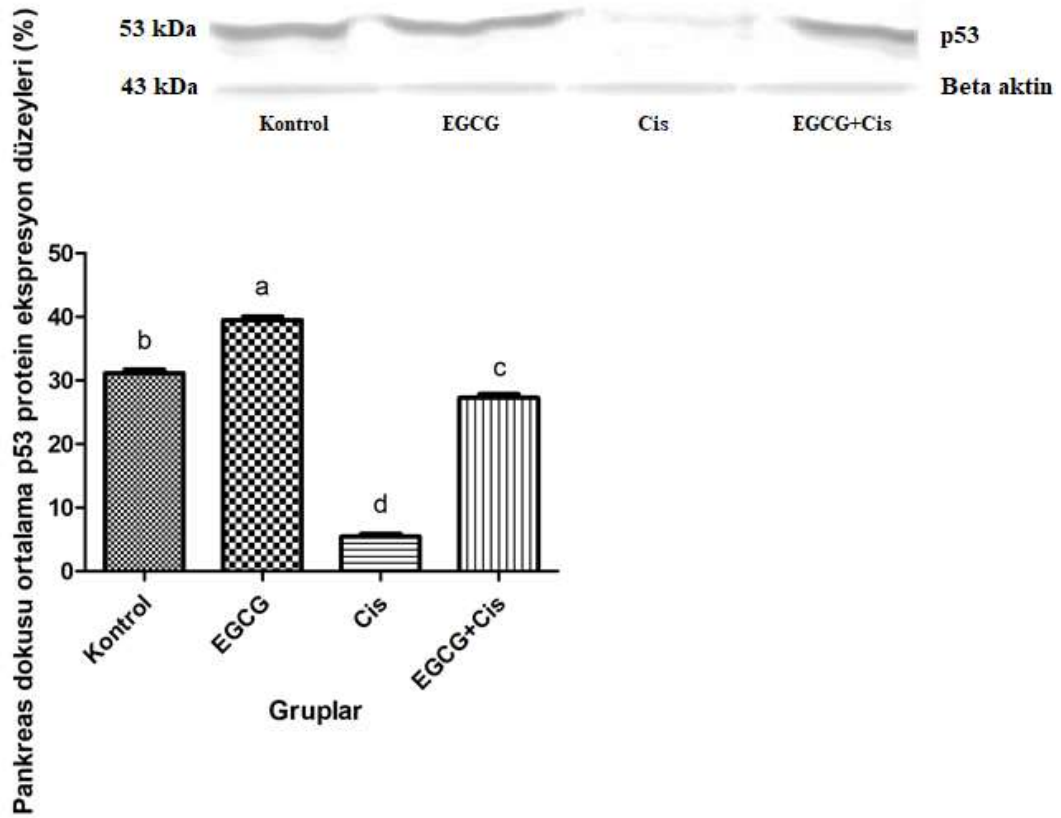 53 kDa
p53
43 kDa
Beta aktin
Kontrol EGCG Cis EGCG+Cis
Pankreas dokusu ortalama p53 protein ekspresyon düzeyleri (%)
50
40
30
20
10
0
b
a
d
c
Kontrol
EGCG
Cis
EGCG+Cis
Gruplar